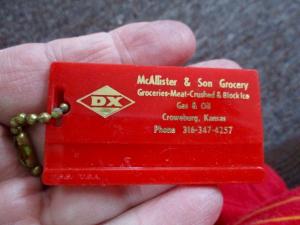 DX
McAllister & Son Grocery
Groceries-Meat-Crushed & Block Ice
Gas & Oil
Croweburg, Kansas
Phone 316-347-4257
U.S.A.